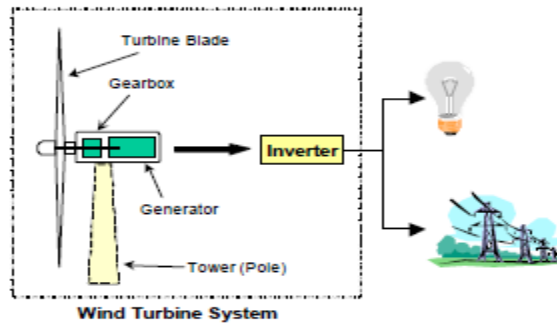 Turbine Blade
Gearbox
Inverter
Generator
Tower (Pole)
Wind Turbine System